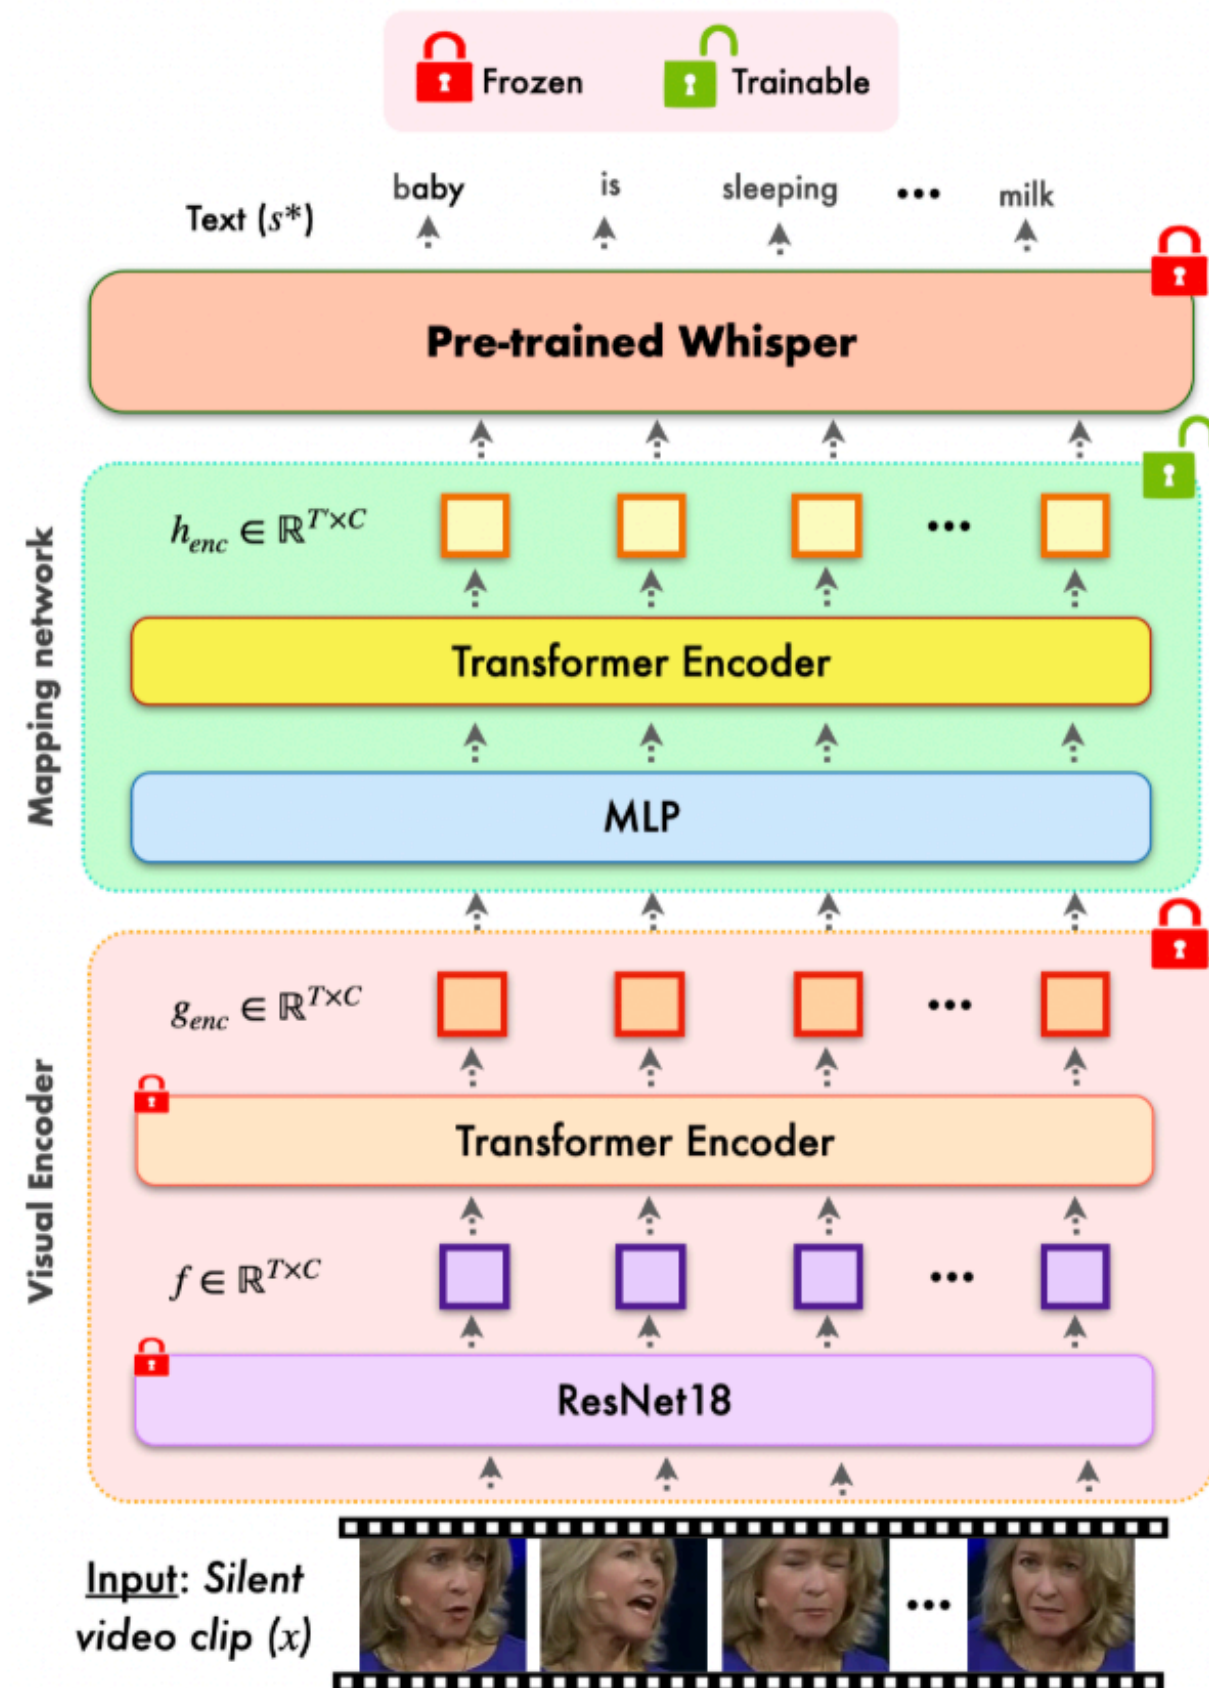 Frozen Trainable
baby is sleeping ••• milk
Text (s*)
Pre-trained Whisper
Mapping network
h_enc ∈ ℝ^{T'×C} •••
Transformer Encoder
MLP
Visual Encoder
g_enc ∈ ℝ^{T×C} •••
Transformer Encoder
f ∈ ℝ^{T×C} •••
ResNet18
Input: Silent
video clip (x) •••